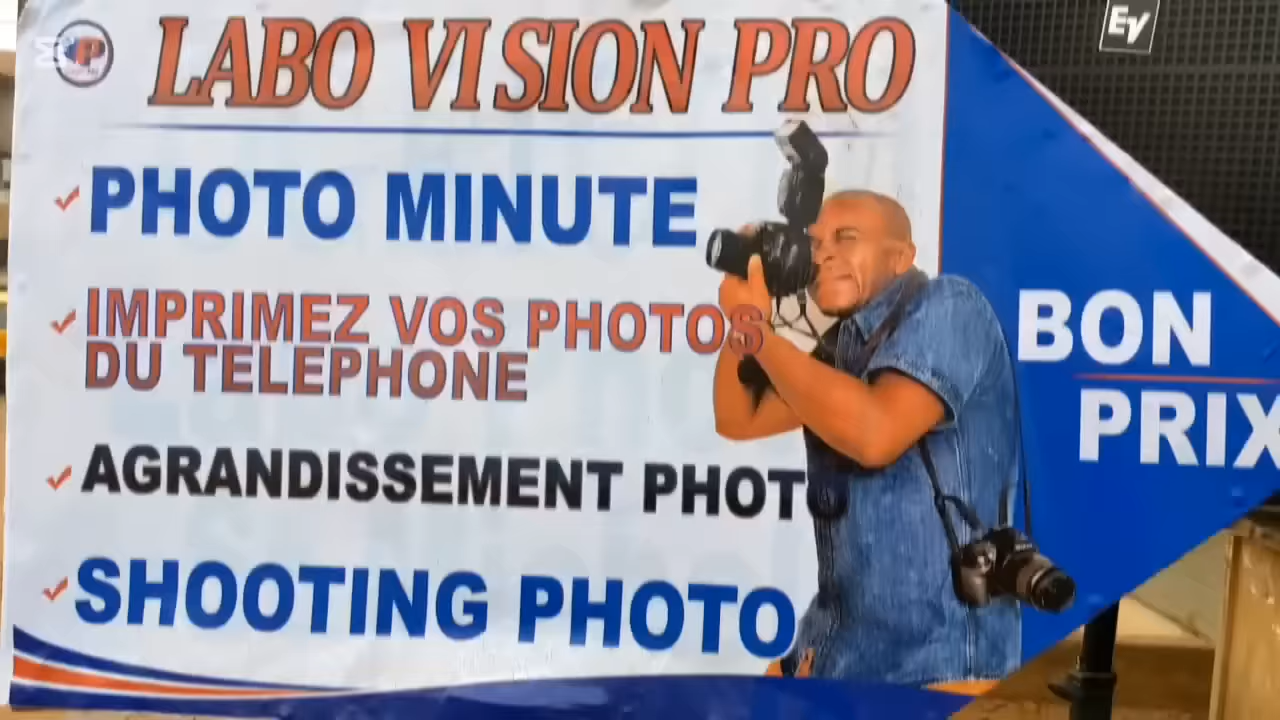 LABO VISION PRO
PHOTO MINUTE
IMPRIMEZ VOS PHOTOS
DU TELEPHONE
AGRANDISSEMENT PHOTO
SHOOTING PHOTO
BON
PRIX
EV